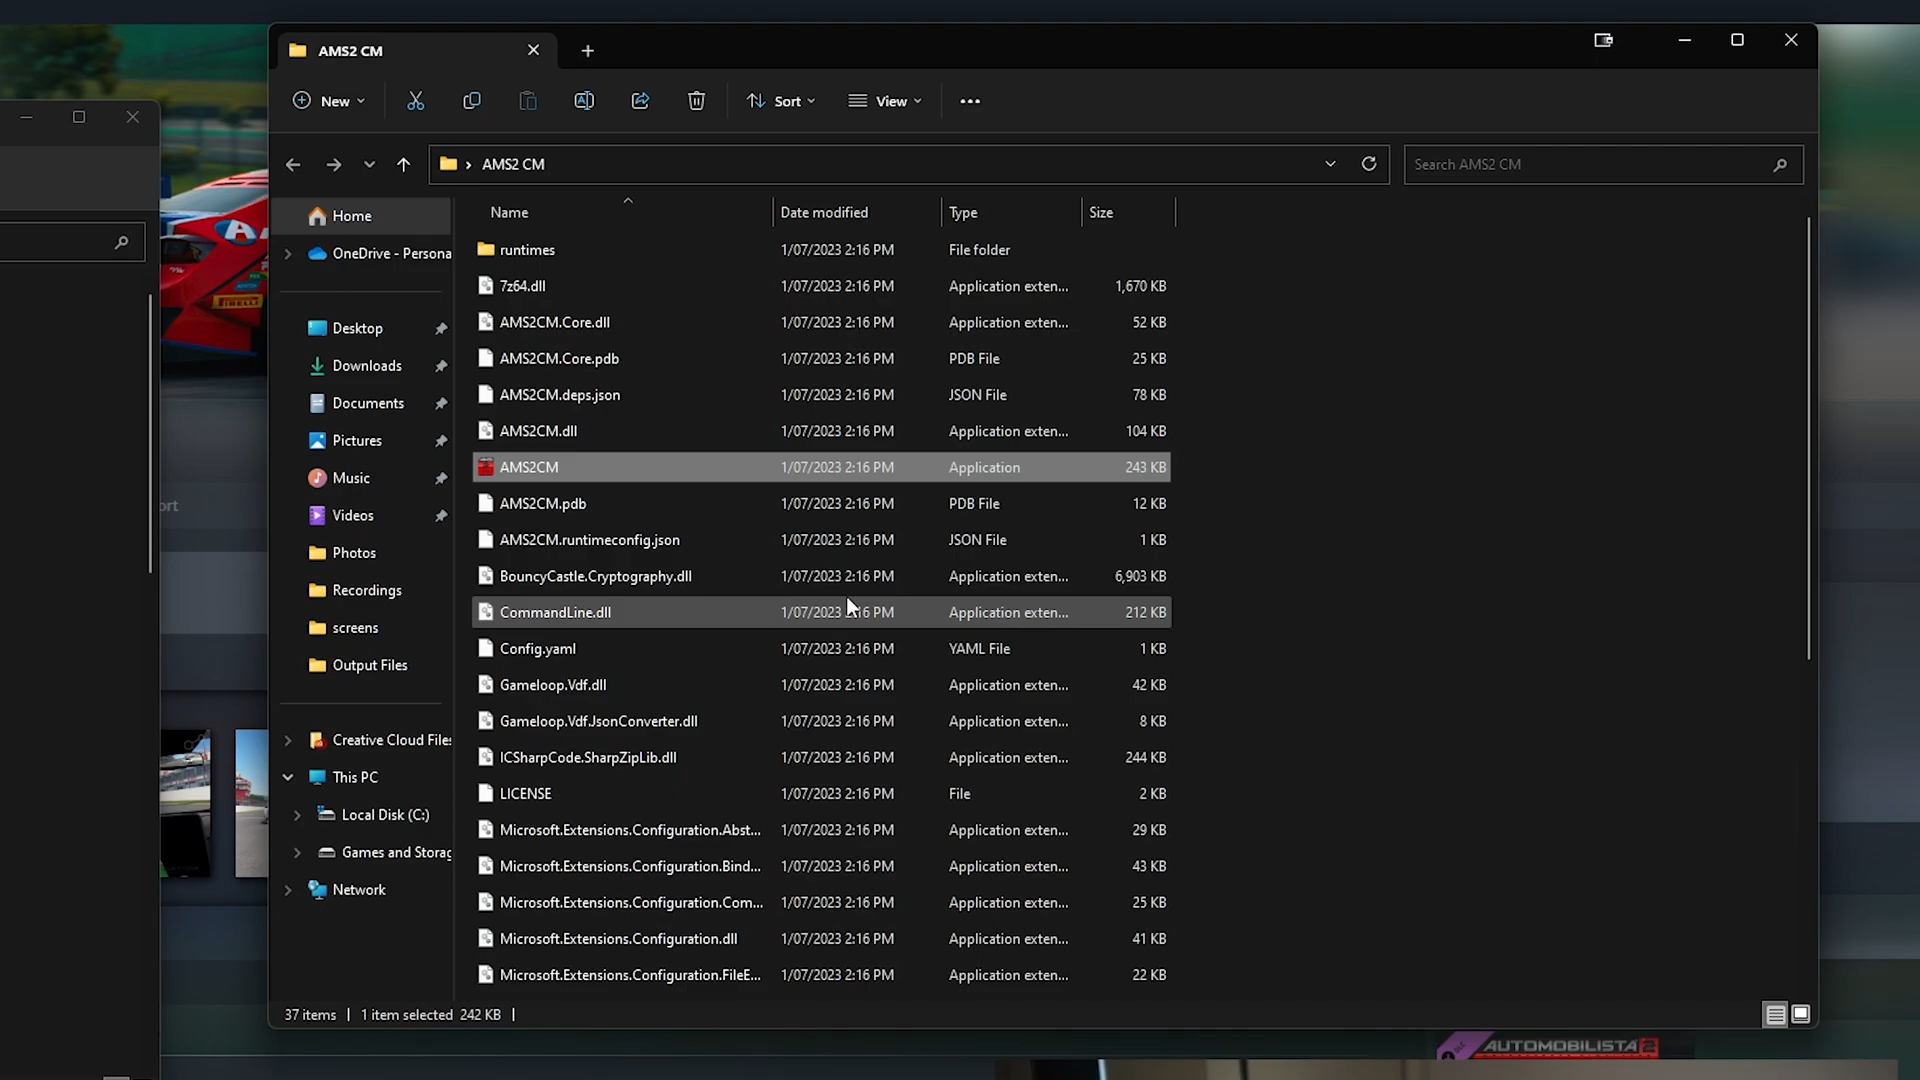 AMS2 CM
New
Sort
View
AMS2 CM
Search AMS2 CM
Name Date modified Type Size
Home
OneDrive - Persona
Desktop
Downloads
Documents
Pictures
Music
Videos
Photos
Recordings
screens
Output Files
Creative Cloud Files
This PC
Local Disk (C:)
Games and Storag
Network
runtimes 1/07/2023 2:16 PM File folder
7z64.dll 1/07/2023 2:16 PM Application exten... 1,670 KB
AMS2CM.Core.dll 1/07/2023 2:16 PM Application exten... 52 KB
AMS2CM.Core.pdb 1/07/2023 2:16 PM PDB File 25 KB
AMS2CM.deps.json 1/07/2023 2:16 PM JSON File 78 KB
AMS2CM.dll 1/07/2023 2:16 PM Application exten... 104 KB
AMS2CM 1/07/2023 2:16 PM Application 243 KB
AMS2CM.pdb 1/07/2023 2:16 PM PDB File 12 KB
AMS2CM.runtimeconfig.json 1/07/2023 2:16 PM JSON File 1 KB
BouncyCastle.Cryptography.dll 1/07/2023 2:16 PM Application exten... 6,903 KB
CommandLine.dll 1/07/2023 2:16 PM Application exten... 212 KB
Config.yaml 1/07/2023 2:16 PM YAML File 1 KB
Gameloop.Vdf.dll 1/07/2023 2:16 PM Application exten... 42 KB
Gameloop.Vdf.JsonConverter.dll 1/07/2023 2:16 PM Application exten... 8 KB
ICSharpCode.SharpZipLib.dll 1/07/2023 2:16 PM Application exten... 244 KB
LICENSE 1/07/2023 2:16 PM File 2 KB
Microsoft.Extensions.Configuration.Abst... 1/07/2023 2:16 PM Application exten... 29 KB
Microsoft.Extensions.Configuration.Bind... 1/07/2023 2:16 PM Application exten... 43 KB
Microsoft.Extensions.Configuration.Com... 1/07/2023 2:16 PM Application exten... 25 KB
Microsoft.Extensions.Configuration.dll 1/07/2023 2:16 PM Application exten... 41 KB
Microsoft.Extensions.Configuration.FileE... 1/07/2023 2:16 PM Application exten... 22 KB
37 items 1 item selected 242 KB
PIRELLI
ort
AUTOMOBILISTA 2